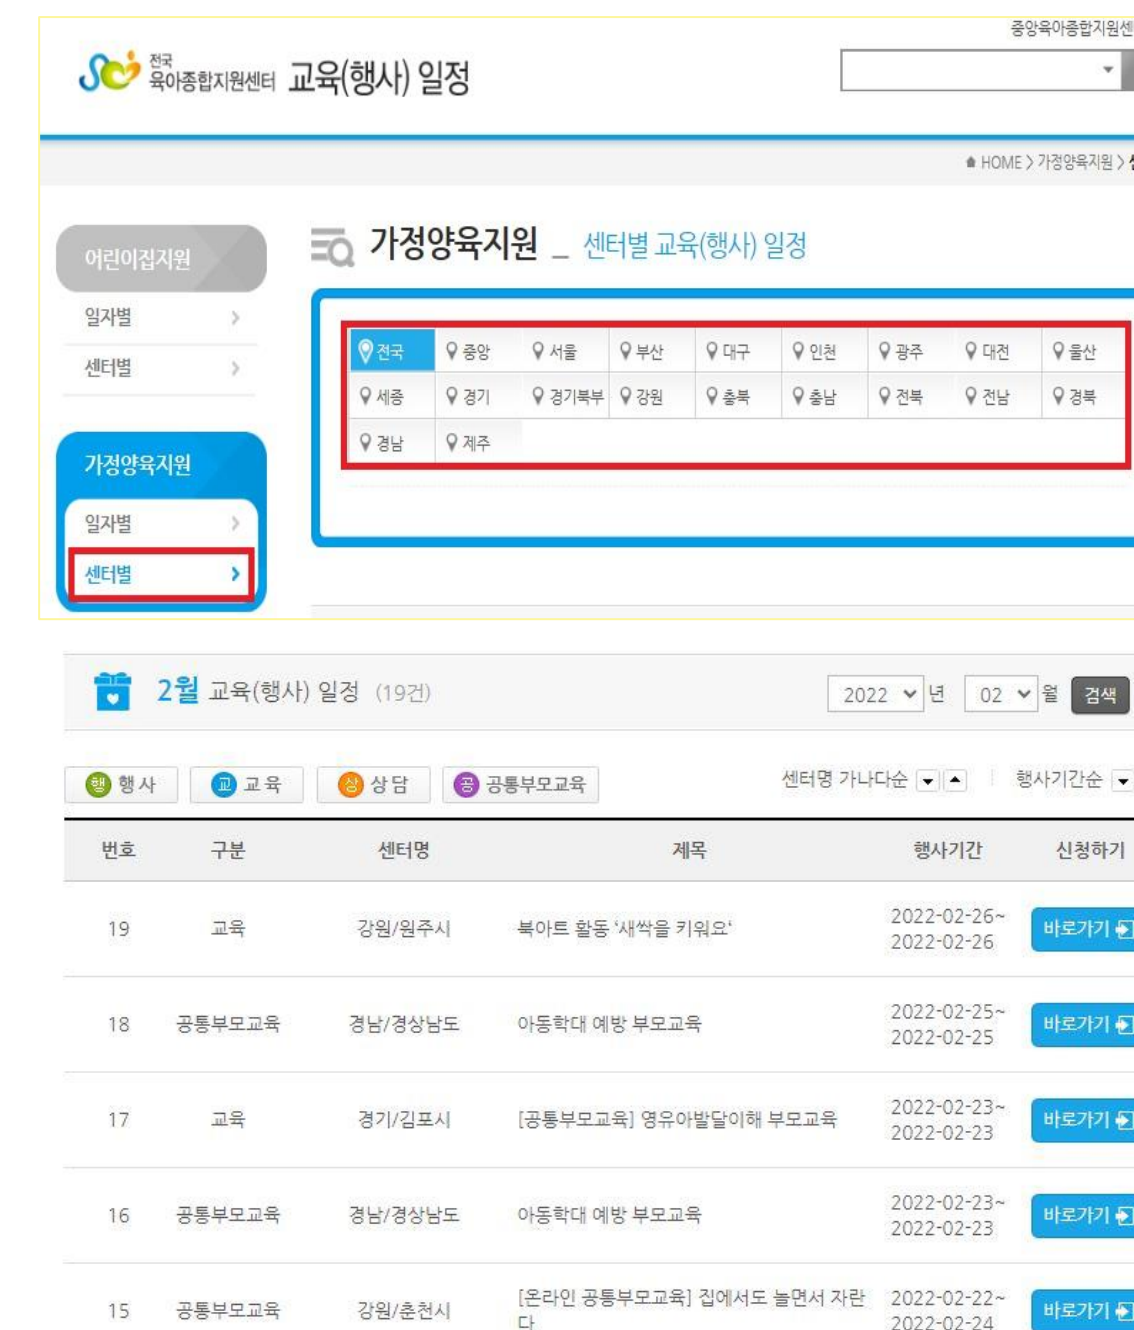 중앙육아종합지원센
전국
육아종합지원센터 교육(행사) 일정
HOME > 가정양육지원 >
어린이집지원
일자별
센터별
가정양육지원
일자별
센터별
가정양육지원 _ 센터별 교육(행사) 일정
전국 중앙 서울 부산 대구 인천 광주 대전 울산
세종 경기 경기북부 강원 충북 충남 전북 전남 경북
경남 제주
2월 교육(행사) 일정 (19건) 2022 년 02 월 검색
행 행사 교 교육 상 상담 공 공통부모교육 센터명 가나다순 행사기간순
번호 구분 센터명 제목 행사기간 신청하기
19 교육 강원/원주시 북아트 활동 '새싹을 키워요' 2022-02-26~
2022-02-26 바로가기
18 공통부모교육 경남/경상남도 아동학대 예방 부모교육 2022-02-25~
2022-02-25 바로가기
17 교육 경기/김포시 [공통부모교육] 영유아발달이해 부모교육 2022-02-23~
2022-02-23 바로가기
16 공통부모교육 경남/경상남도 아동학대 예방 부모교육 2022-02-23~
2022-02-23 바로가기
15 공통부모교육 강원/춘천시 [온라인 공통부모교육] 집에서도 놀면서 자란
다 2022-02-22~
2022-02-24 바로가기